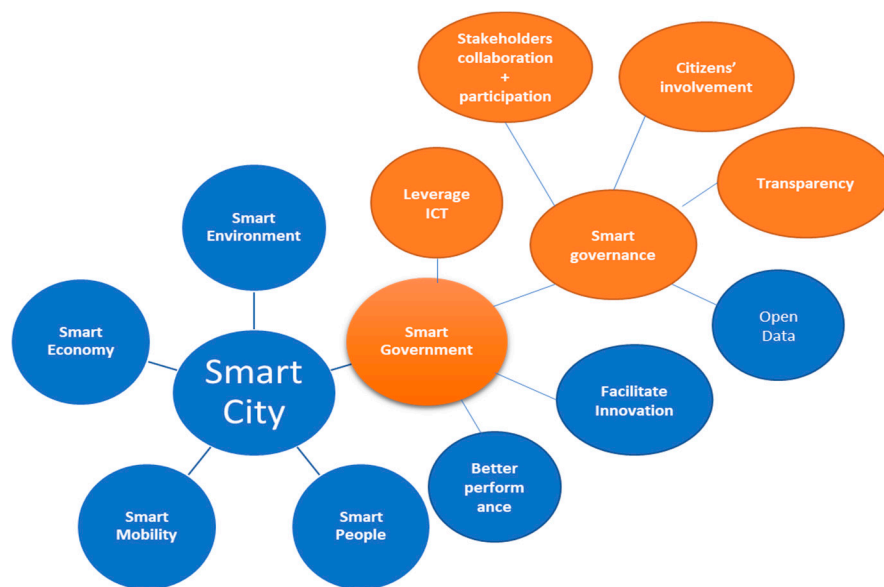 Stakeholders
collaboration
+
participation
Citizens’
involvement
Transparency
Leverage
ICT
Smart
governance
Smart
Environment
Open
Data
Smart
Economy
Smart
Government
Smart
City
Facilitate
Innovation
Better
perform
ance
Smart
Mobility
Smart
People